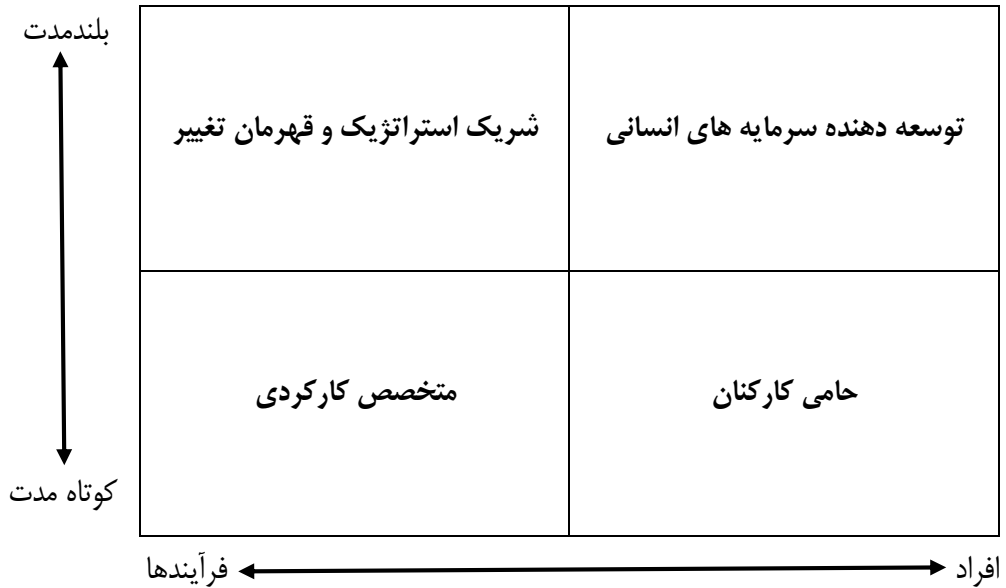 بلندمدت
توسعه دهنده سرمایه های انسانی
شریک استراتژیک و قهرمان تغییر
حامی کارکنان
متخصص کارکردی
کوتاه مدت
افراد
فرآیندها